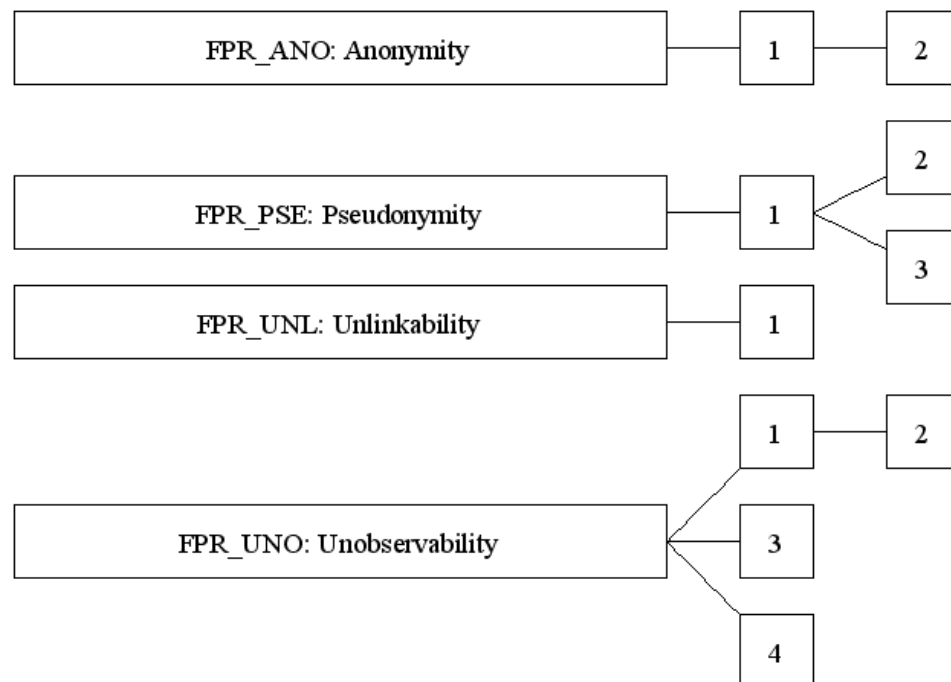 FPR_ANO: Anonymity 1 2
2
FPR_PSE: Pseudonymity 1
3
FPR_UNL: Unlinkability 1
1 2
FPR_UNO: Unobservability 3
4